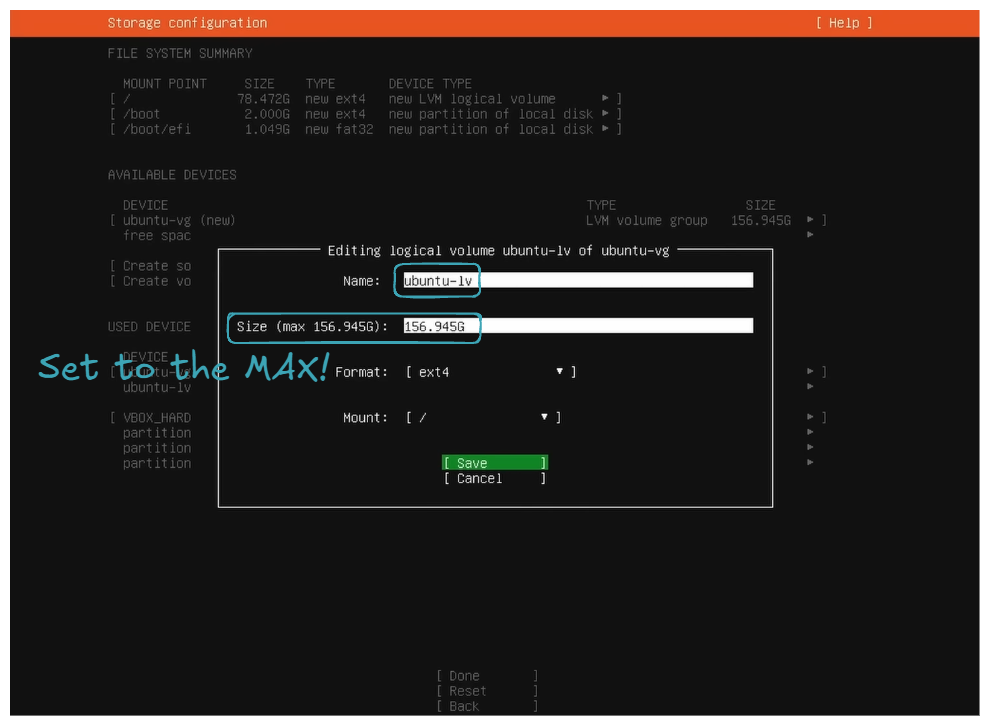 Storage configuration [ Help ]
FILE SYSTEM SUMMARY
MOUNT POINT SIZE TYPE DEVICE TYPE
[ / 78.472G new ext4 new LVM logical volume ▸ ]
[ /boot 2.000G new ext4 new partition of local disk ▸ ]
[ /boot/efi 1.049G new fat32 new partition of local disk ▸ ]
AVAILABLE DEVICES
DEVICE TYPE SIZE
[ ubuntu-vg (new) LVM volume group 156.945G ▸ ]
free spac ▸
[ Create so
[ Create vo
Editing logical volume ubuntu-lv of ubuntu-vg
Name: ubuntu-lv
Size (max 156.945G): 156.945G
Format: [ ext4 ▾ ]
Mount: [ / ▾ ]
[ Save ]
[ Cancel ]
USED DEVICE
Set to the MAX!
DEVICE
[ ubuntu-vg ▸ ]
ubuntu-lv ▸
[ VBOX_HARD ▸ ]
partition ▸
partition ▸
partition ▸
[ Done ]
[ Reset ]
[ Back ]